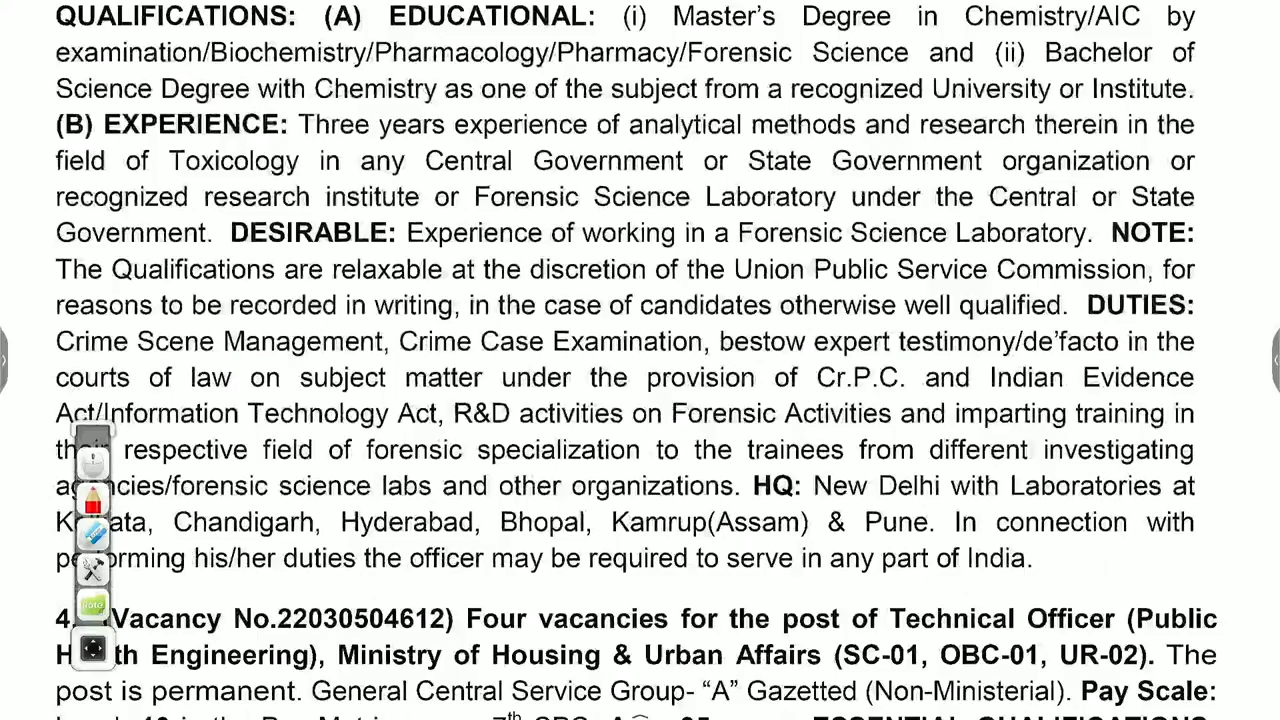 QUALIFICATIONS: (A) EDUCATIONAL: (i) Master's Degree in Chemistry/AIC by
examination/Biochemistry/Pharmacology/Pharmacy/Forensic Science and (ii) Bachelor of
Science Degree with Chemistry as one of the subject from a recognized University or Institute.
(B) EXPERIENCE: Three years experience of analytical methods and research therein in the
field of Toxicology in any Central Government or State Government organization or
recognized research institute or Forensic Science Laboratory under the Central or State
Government. DESIRABLE: Experience of working in a Forensic Science Laboratory. NOTE:
The Qualifications are relaxable at the discretion of the Union Public Service Commission, for
reasons to be recorded in writing, in the case of candidates otherwise well qualified. DUTIES:
Crime Scene Management, Crime Case Examination, bestow expert testimony/de'facto in the
courts of law on subject matter under the provision of Cr.P.C. and Indian Evidence
Act/Information Technology Act, R&D activities on Forensic Activities and imparting training in
their respective field of forensic specialization to the trainees from different investigating
agencies/forensic science labs and other organizations. HQ: New Delhi with Laboratories at
Kolkata, Chandigarh, Hyderabad, Bhopal, Kamrup(Assam) & Pune. In connection with
performing his/her duties the officer may be required to serve in any part of India.
4. (Vacancy No.22030504612) Four vacancies for the post of Technical Officer (Public
Health Engineering), Ministry of Housing & Urban Affairs (SC-01, OBC-01, UR-02). The
post is permanent. General Central Service Group- “A” Gazetted (Non-Ministerial). Pay Scale: